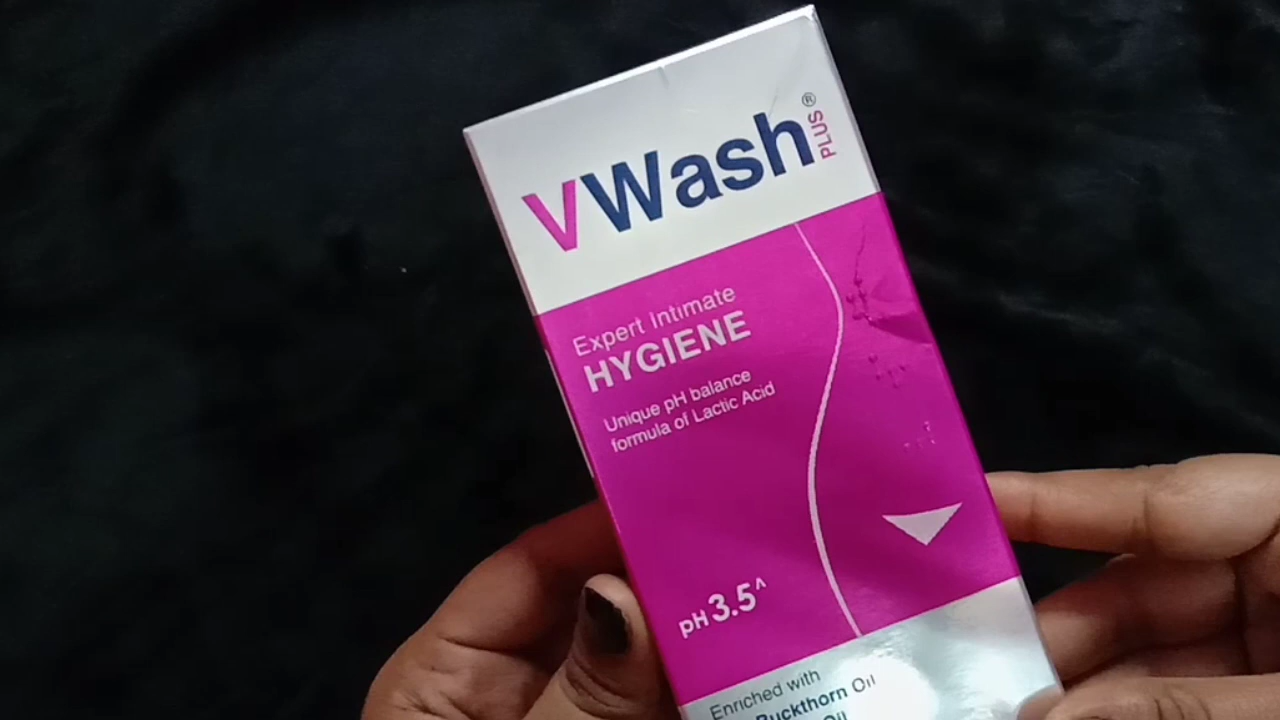 VWash PLUS®
Expert Intimate
HYGIENE
Unique pH balance
formula of Lactic Acid
pH 3.5^
Enriched with
Buckthorn Oil
Oil